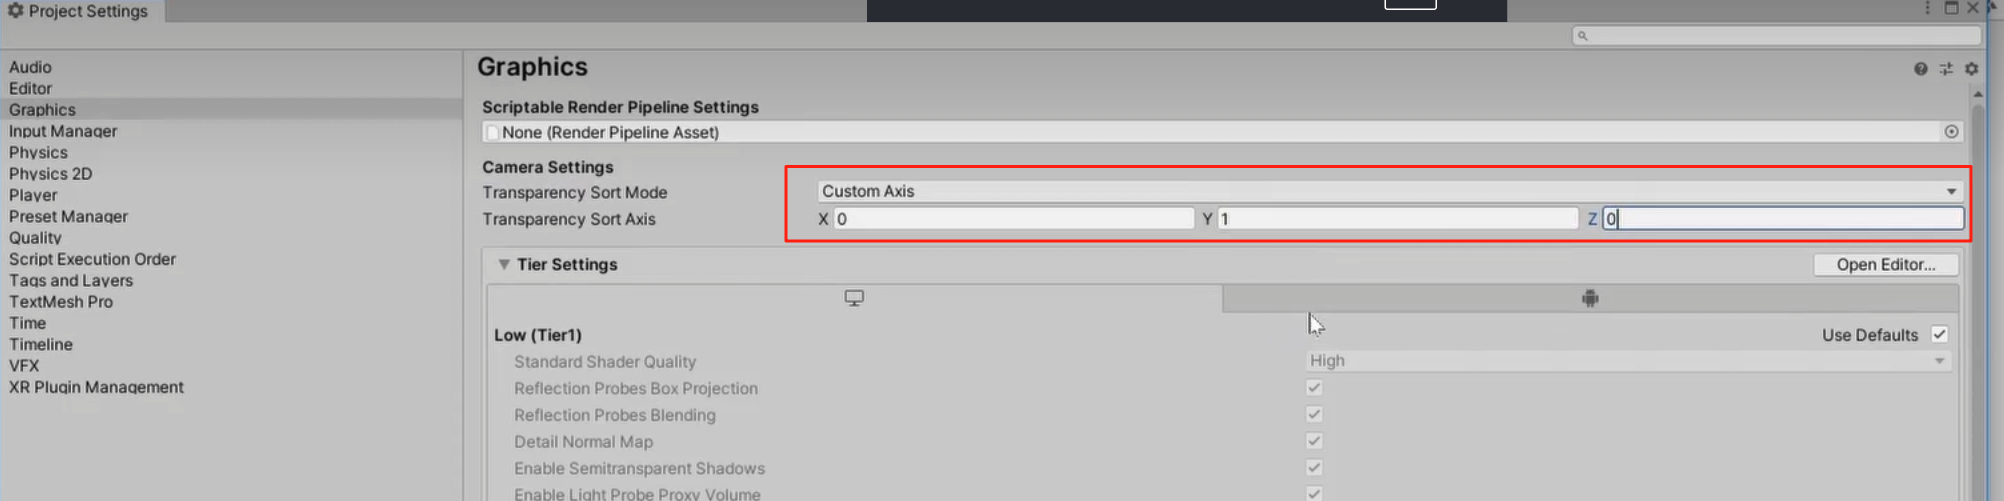 Project Settings
Audio
Editor
Graphics
Input Manager
Physics
Physics 2D
Player
Preset Manager
Quality
Script Execution Order
Tags and Layers
TextMesh Pro
Time
Timeline
VFX
XR Plugin Management
Graphics
Scriptable Render Pipeline Settings
None (Render Pipeline Asset)
Camera Settings
Transparency Sort Mode Custom Axis
Transparency Sort Axis X 0 Y 1 Z 0
Tier Settings Open Editor...
Low (Tier1) Use Defaults
Standard Shader Quality High
Reflection Probes Box Projection
Reflection Probes Blending
Detail Normal Map
Enable Semitransparent Shadows
Enable Light Probe Proxy Volume